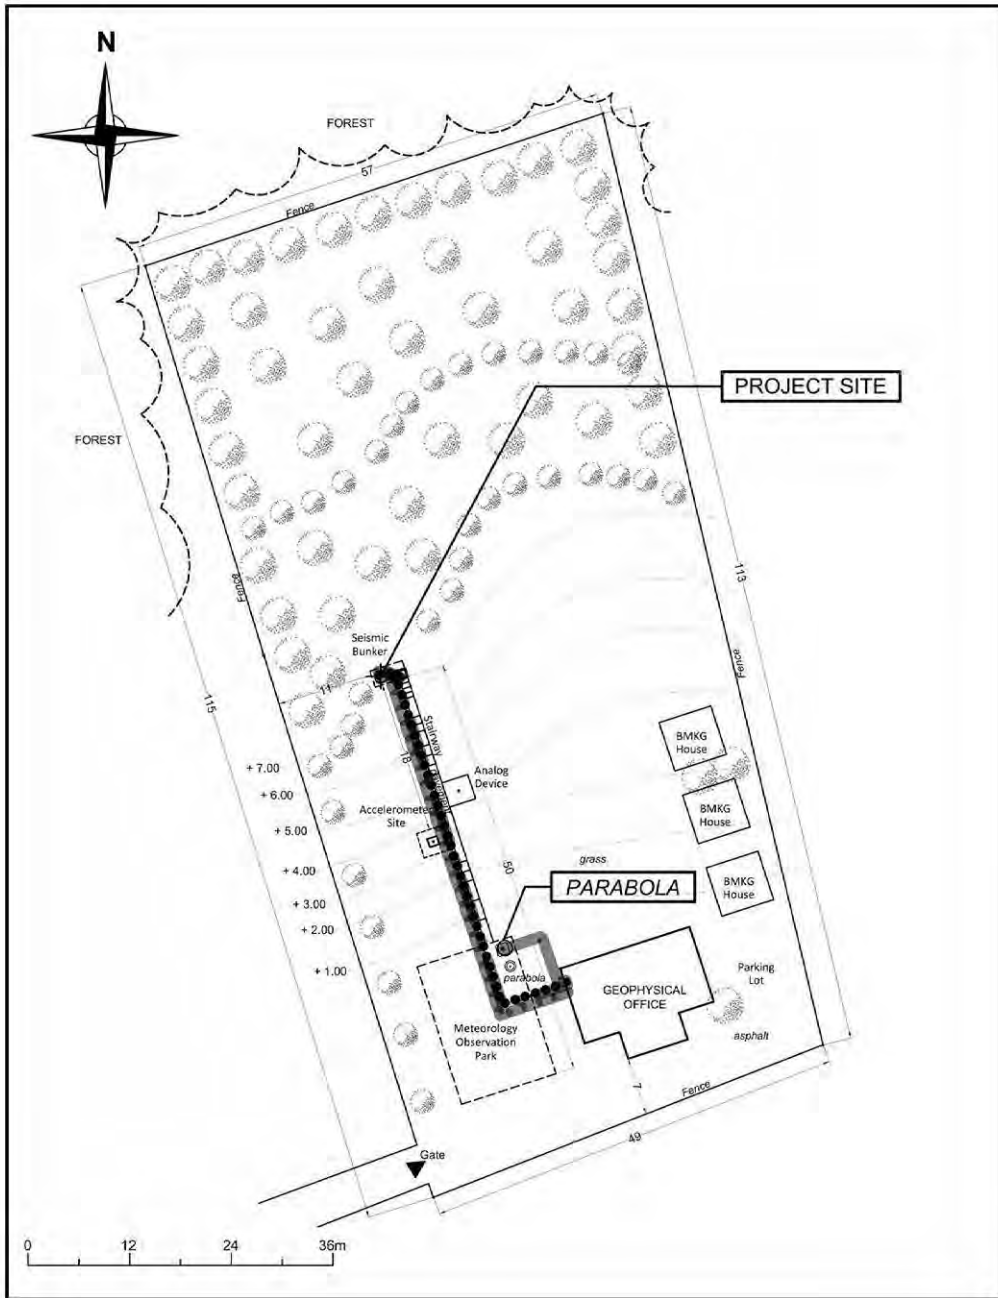 N
FOREST
57
Fence
PROJECT SITE
FOREST
113
Fence
Seismic
Bunker
Fence
11
115
Stairway
18
BMKG
House
+ 7.00
Analog
Device
+ 6.00
Accelerometer
Site
BMKG
House
+ 5.00
+ 4.00
50
grass
PARABOLA
BMKG
House
+ 3.00
+ 2.00
+ 1.00
parabola
Parking
Lot
GEOPHYSICAL
OFFICE
Meteorology
Observation
Park
asphalt
7
Fence
49
Gate
0 12 24 36m